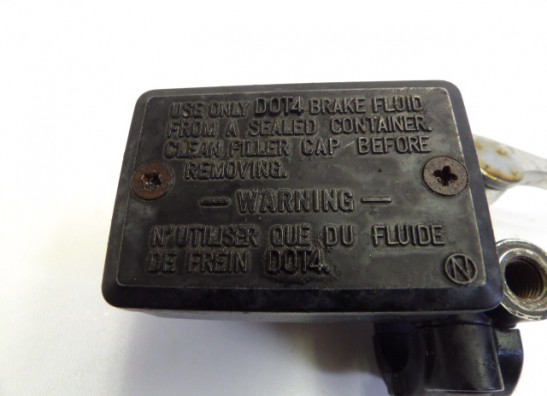 USE ONLY DOT4 BRAKE FLUID
FROM A SEALED CONTAINER.
CLEAN FILLER CAP BEFORE
REMOVING.
— WARNING —
N'UTILISER QUE DU FLUIDE
DE FREIN DOT4.
N